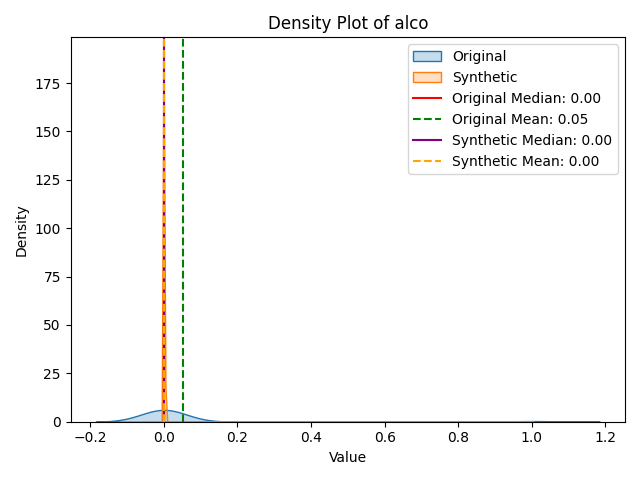 Density Plot of alco
Original
Synthetic
Original Median: 0.00
Original Mean: 0.05
Synthetic Median: 0.00
Synthetic Mean: 0.00
175
150
125
100
75
50
25
0
Density
−0.2 0.0 0.2 0.4 0.6 0.8 1.0 1.2
Value